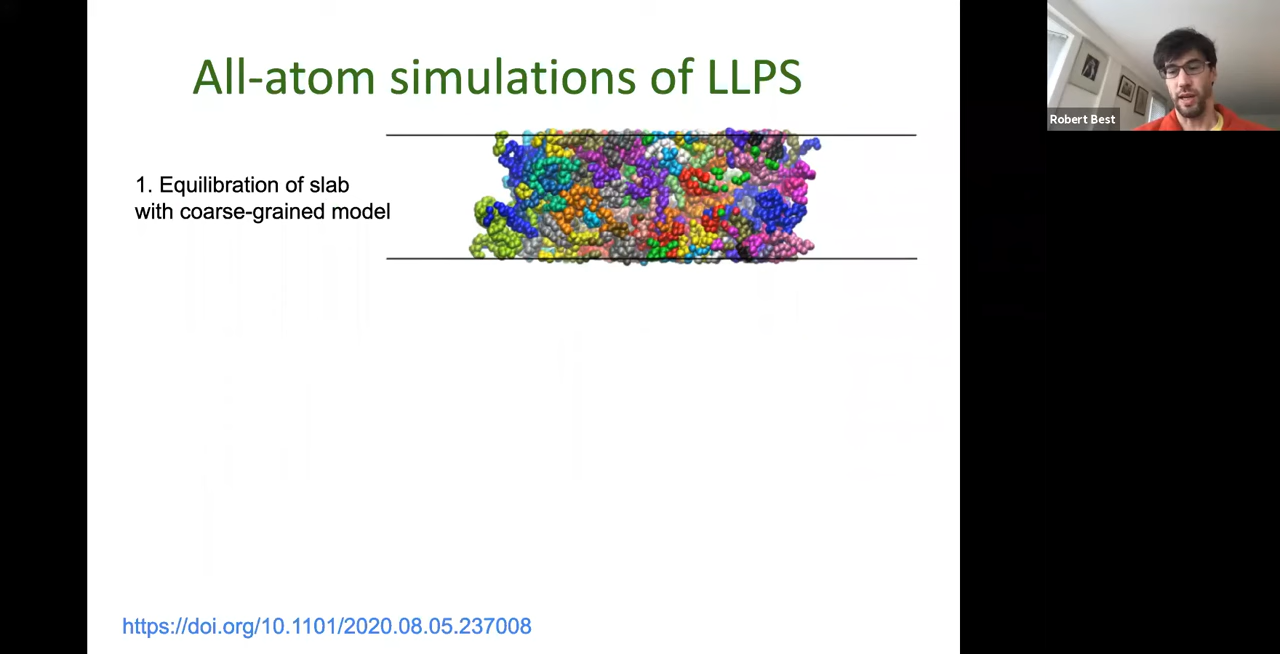 All-atom simulations of LLPS
1. Equilibration of slab
with coarse-grained model
https://doi.org/10.1101/2020.08.05.237008
Robert Best